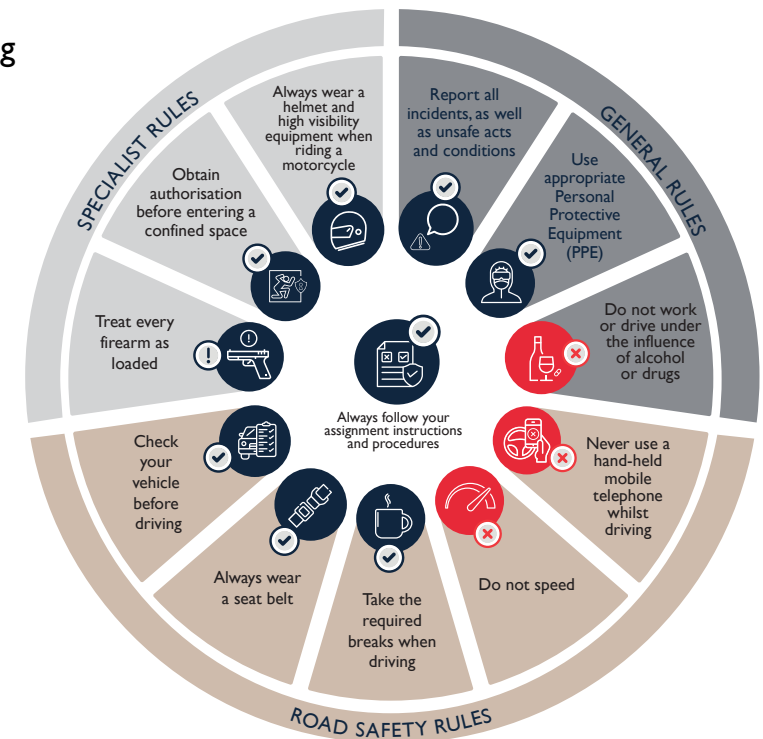 g
SPECIALIST RULES
Always wear a
helmet and
high visibility
equipment when
riding a
motorcycle
Obtain
authorisation
before entering a
confined space
Treat every
firearm as
loaded
GENERAL RULES
Report all
incidents, as well
as unsafe acts
and conditions
Use
appropriate
Personal
Protective
Equipment
(PPE)
Do not work
or drive under
the influence
of alcohol
or drugs
Always follow your
assignment instructions
and procedures
Check
your
vehicle
before
driving
Always wear
a seat belt
Take the
required
breaks when
driving
Do not speed
Never use a
hand-held
mobile
telephone
whilst
driving
ROAD SAFETY RULES